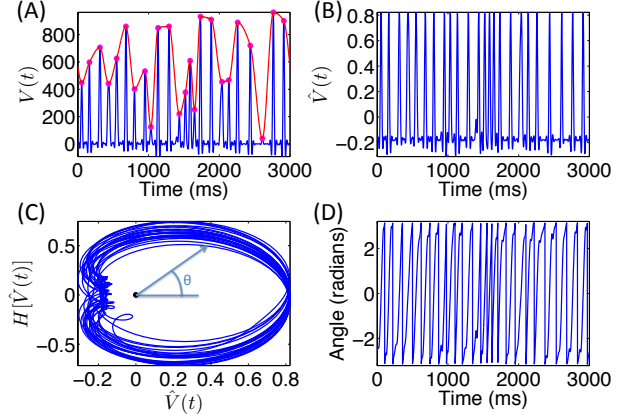 (A)
V(t)
800
600
400
200
0
0
1000
2000
3000
Time (ms)
(B)
V̂(t)
0.8
0.6
0.4
0.2
0
−0.2
0
1000
2000
3000
Time (ms)
(C)
H[V̂(t)]
0.5
0
−0.5
θ
−0.2
0
0.2
0.4
0.6
0.8
V̂(t)
(D)
Angle (radians)
2
0
−2
0
1000
2000
3000
Time (ms)